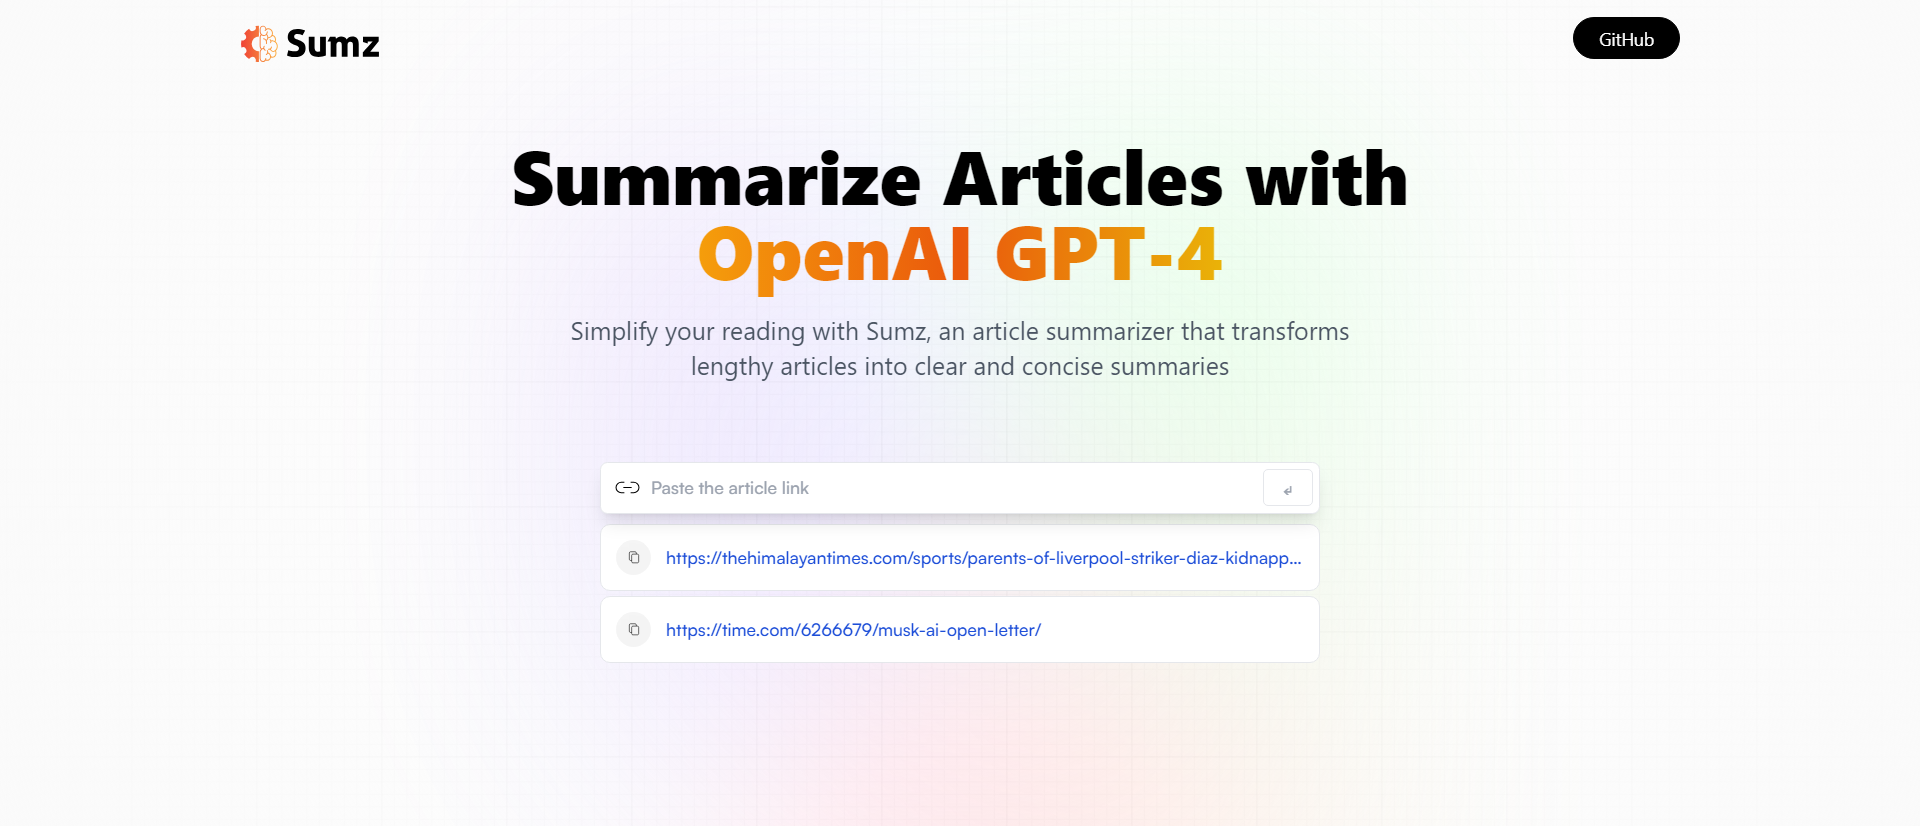 Sumz
GitHub
Summarize Articles with
OpenAI GPT-4
Simplify your reading with Sumz, an article summarizer that transforms
lengthy articles into clear and concise summaries
Paste the article link
↵
https://thehimalayantimes.com/sports/parents-of-liverpool-striker-diaz-kidnapp...
https://time.com/6266679/musk-ai-open-letter/